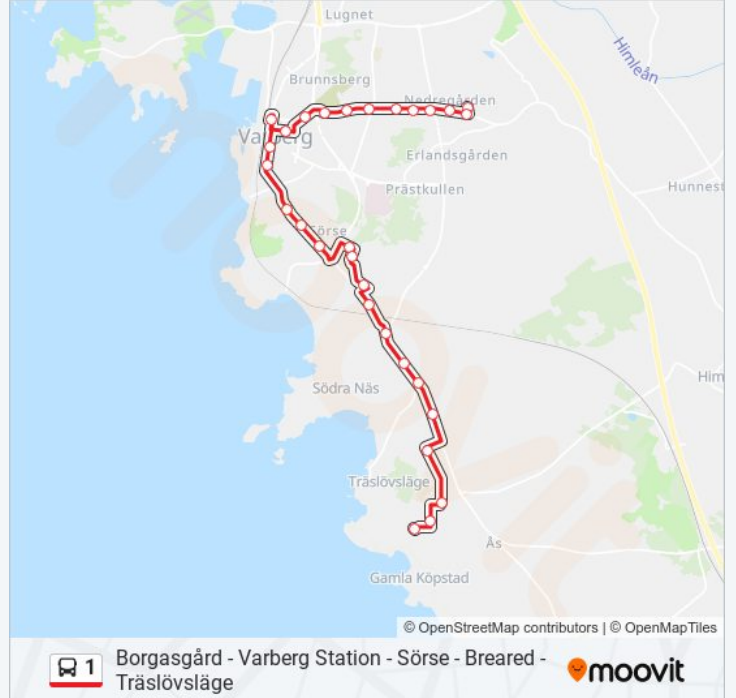 Lugnet
Himleån
Brunnsberg
Nedregården
Varberg
Erlandsgården
Prästkullen
Hunnest
Sörse
Södra Näs
Him
Träslövsläge
Ås
Gamla Köpstad
© OpenStreetMap contributors | © OpenMapTiles
1
Borgasgård - Varberg Station - Sörse - Breared -
Träslövsläge
moovit